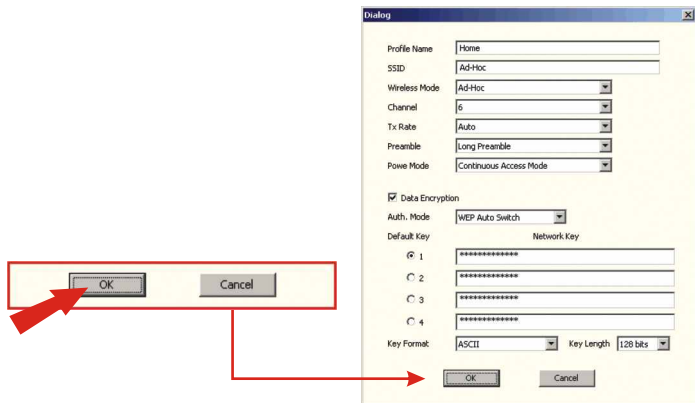 Dialog
Profile Name Home
SSID Ad-Hoc
Wireless Mode Ad-Hoc
Channel 6
Tx Rate Auto
Preamble Long Preamble
Powe Mode Continuous Access Mode
Data Encryption
Auth. Mode WEP Auto Switch
Default Key Network Key
1 *************
2 *************
3 *************
4 *************
Key Format ASCII Key Length 128 bits
OK Cancel
OK Cancel